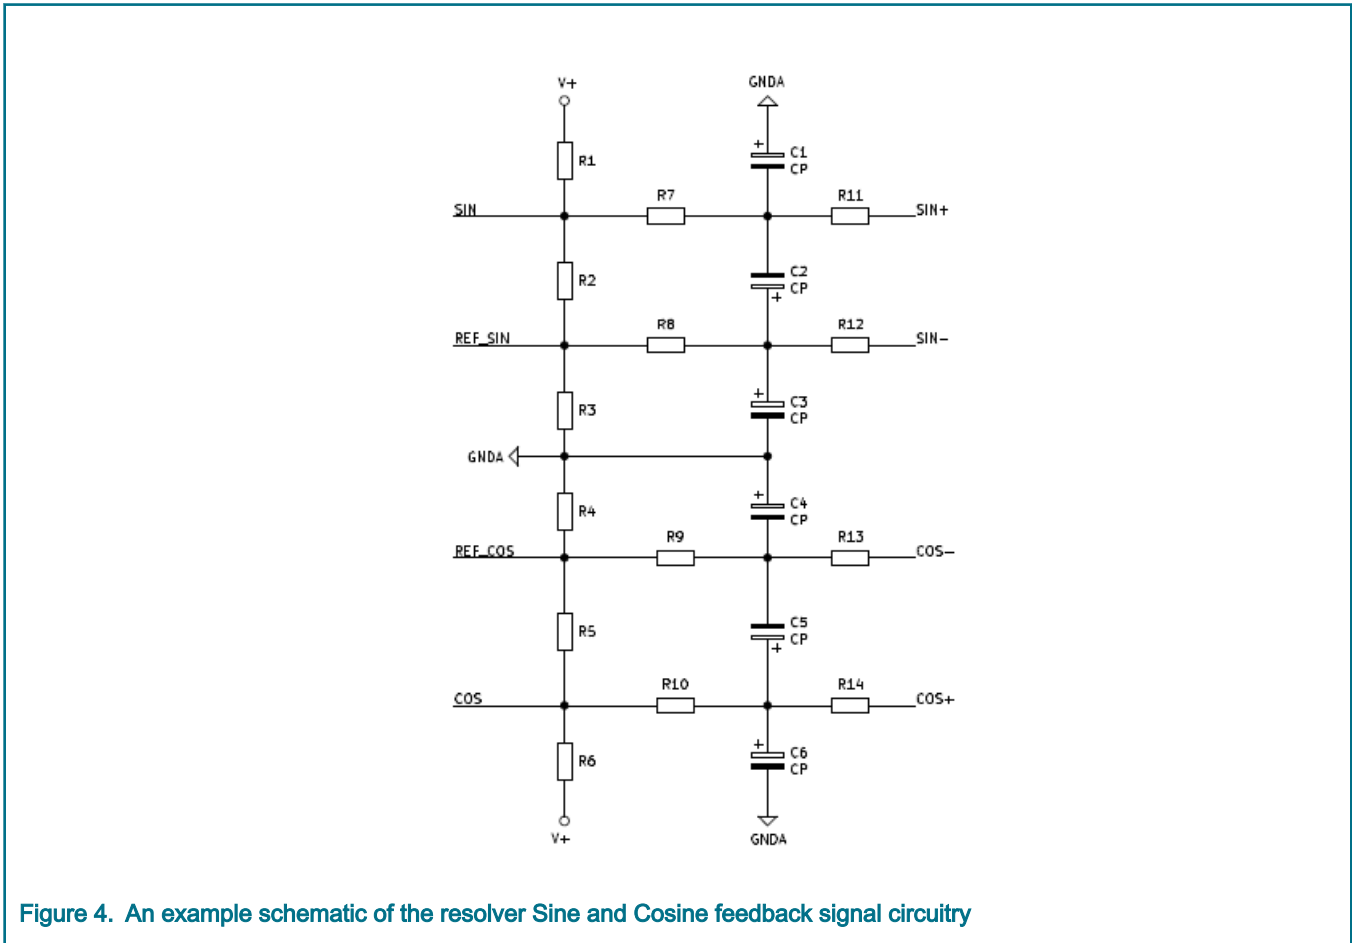 V+
GNDA
R1
C1
CP
SIN
R7
R11
SIN+
R2
C2
CP
REF_SIN
R8
R12
SIN−
R3
C3
CP
GNDA
R4
C4
CP
REF_COS
R9
R13
COS−
R5
C5
CP
COS
R10
R14
COS+
R6
C6
CP
V+
GNDA
Figure 4. An example schematic of the resolver Sine and Cosine feedback signal circuitry